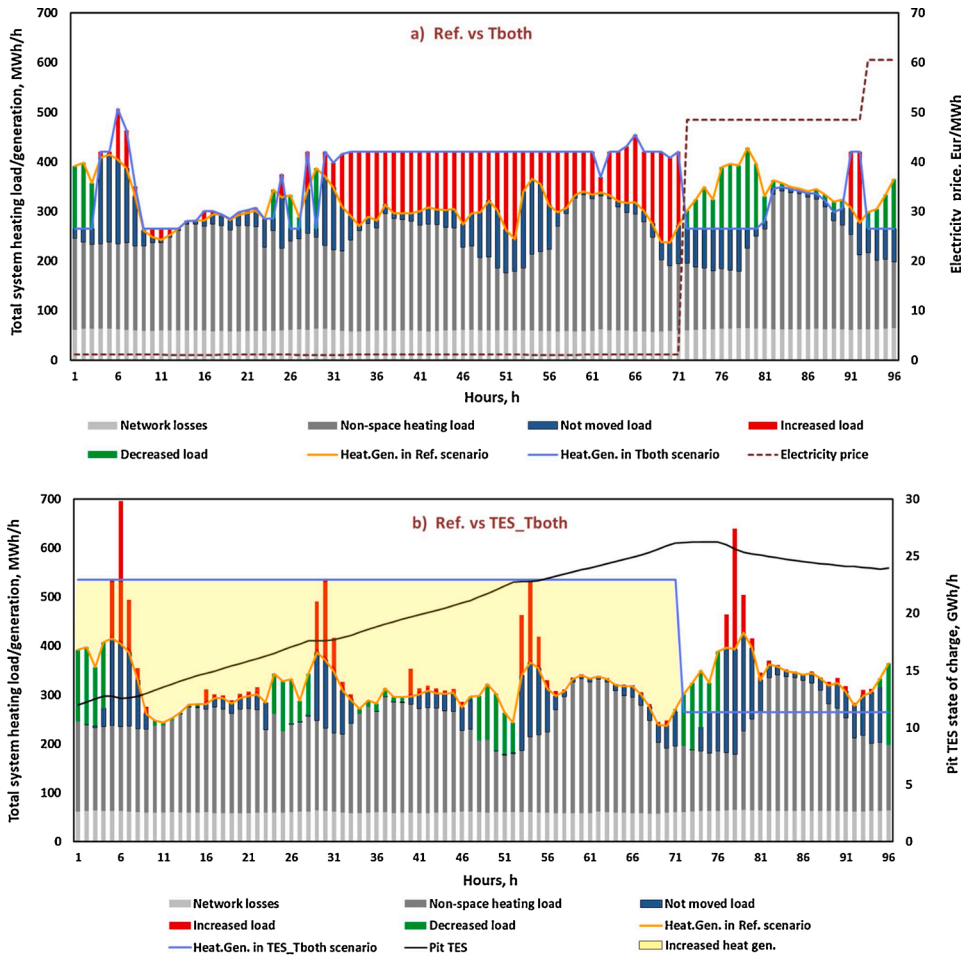 a) Ref. vs Tboth
Total system heating load/generation, MWh/h
700
600
500
400
300
200
100
0
70
60
50
40
30
20
10
0
Electricity price, Eur/MWh
1 6 11 16 21 26 31 36 41 46 51 56 61 66 71 76 81 86 91 96
Hours, h
Network losses Non-space heating load Not moved load Increased load
Decreased load Heat.Gen. in Ref. scenario Heat.Gen. in Tboth scenario Electricity price
b) Ref. vs TES_Tboth
Total system heating load/generation, MWh/h
700
600
500
400
300
200
100
0
30
25
20
15
10
5
0
Pit TES state of charge, GWh/h
1 6 11 16 21 26 31 36 41 46 51 56 61 66 71 76 81 86 91 96
Hours, h
Network losses Non-space heating load Not moved load
Increased load Decreased load Heat.Gen. in Ref. scenario
Heat.Gen. in TES_Tboth scenario Pit TES Increased heat gen.